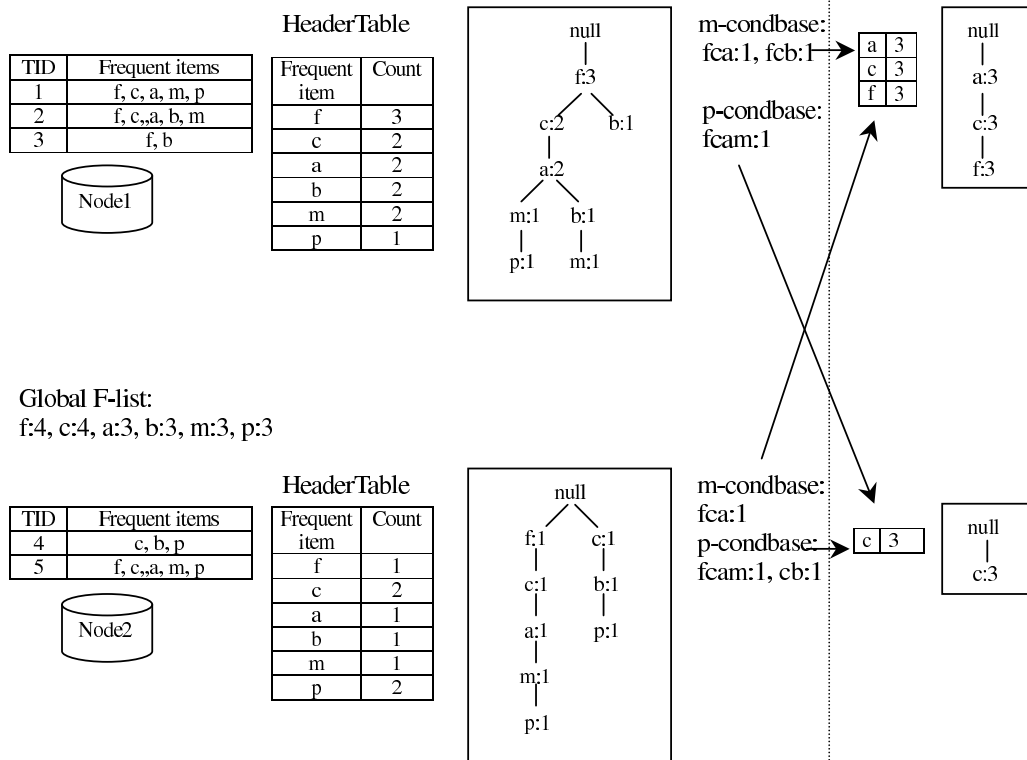 HeaderTable
TID Frequent items
1 f, c, a, m, p
2 f, c,,a, b, m
3 f, b
Node1
Frequent item Count
f 3
c 2
a 2
b 2
m 2
p 1
null
f:3
c:2 b:1
a:2
m:1 b:1
p:1 m:1
m-condbase:
fca:1, fcb:1
p-condbase:
fcam:1
a 3
c 3
f 3
null
a:3
c:3
f:3
Global F-list:
f:4, c:4, a:3, b:3, m:3, p:3
HeaderTable
TID Frequent items
4 c, b, p
5 f, c,,a, m, p
Node2
Frequent item Count
f 1
c 2
a 1
b 1
m 1
p 2
null
f:1 c:1
c:1 b:1
a:1 p:1
m:1
p:1
m-condbase:
fca:1
p-condbase:
fcam:1, cb:1
c 3
null
c:3